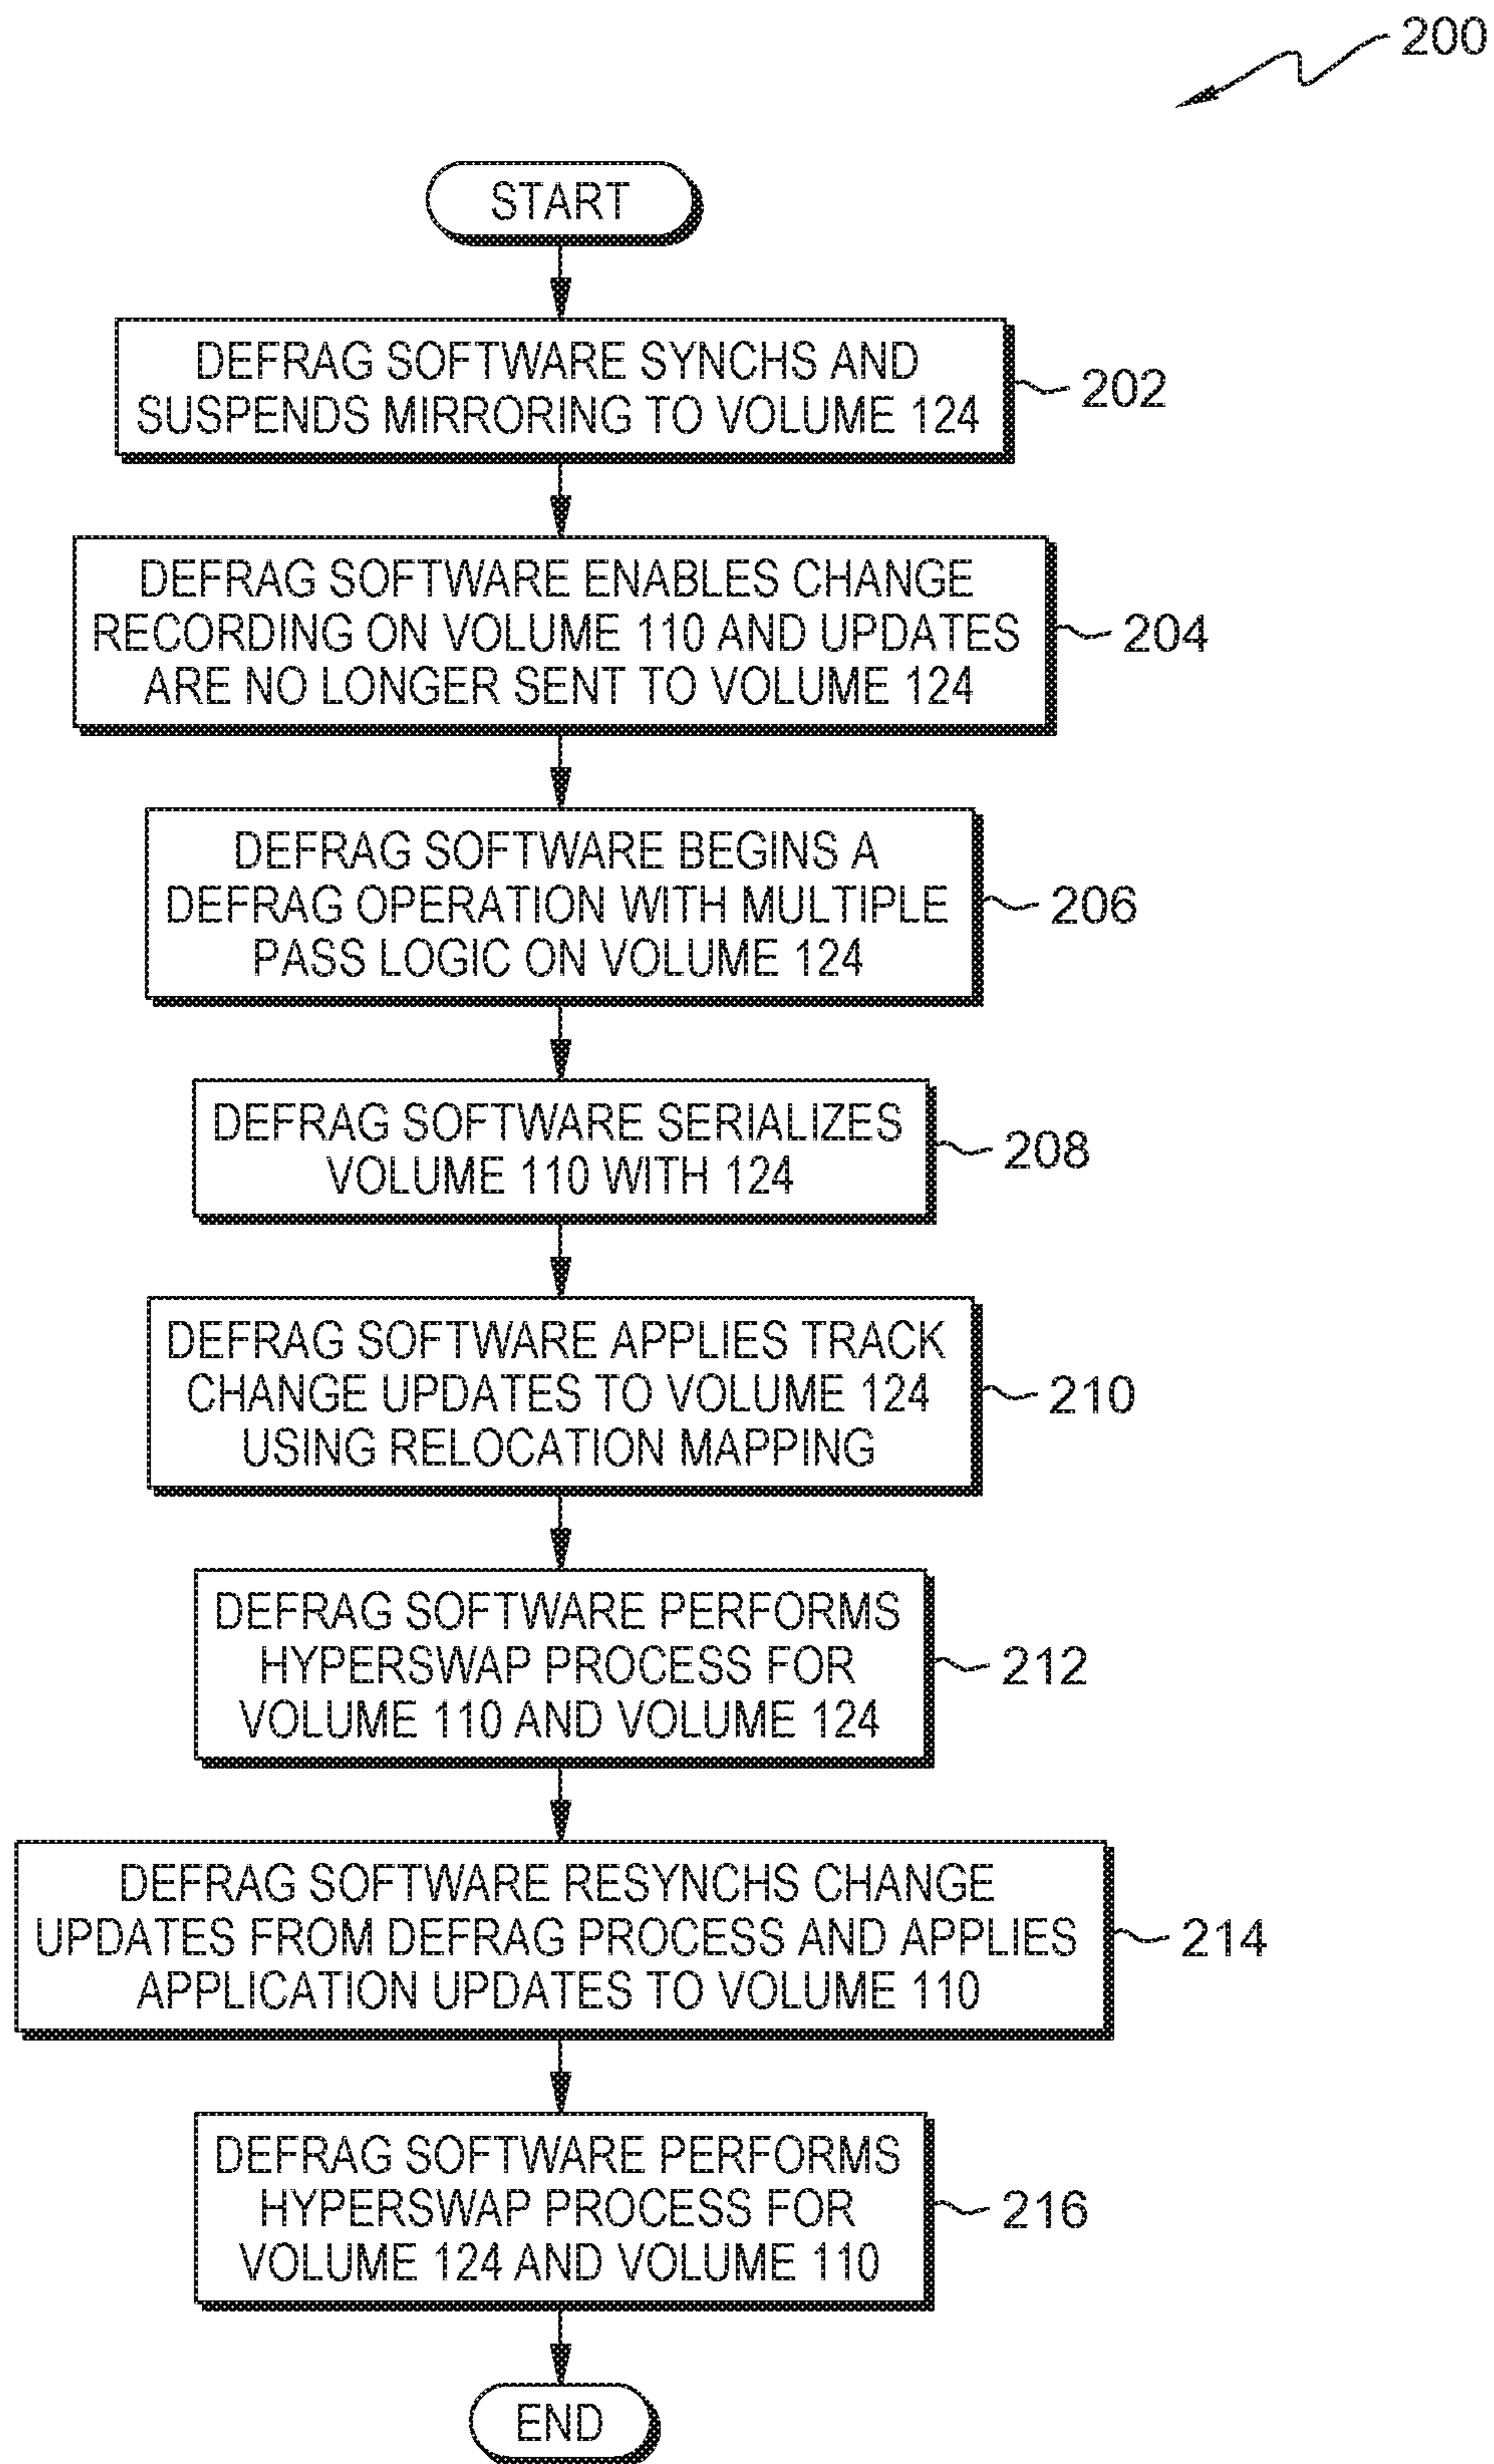 200
START
DEFRAG SOFTWARE SYNCHS AND
SUSPENDS MIRRORING TO VOLUME 124
202
DEFRAG SOFTWARE ENABLES CHANGE
RECORDING ON VOLUME 110 AND UPDATES
ARE NO LONGER SENT TO VOLUME 124
204
DEFRAG SOFTWARE BEGINS A
DEFRAG OPERATION WITH MULTIPLE
PASS LOGIC ON VOLUME 124
206
DEFRAG SOFTWARE SERIALIZES
VOLUME 110 WITH 124
208
DEFRAG SOFTWARE APPLIES TRACK
CHANGE UPDATES TO VOLUME 124
USING RELOCATION MAPPING
210
DEFRAG SOFTWARE PERFORMS
HYPERSWAP PROCESS FOR
VOLUME 110 AND VOLUME 124
212
DEFRAG SOFTWARE RESYNCHS CHANGE
UPDATES FROM DEFRAG PROCESS AND APPLIES
APPLICATION UPDATES TO VOLUME 110
214
DEFRAG SOFTWARE PERFORMS
HYPERSWAP PROCESS FOR
VOLUME 124 AND VOLUME 110
216
END